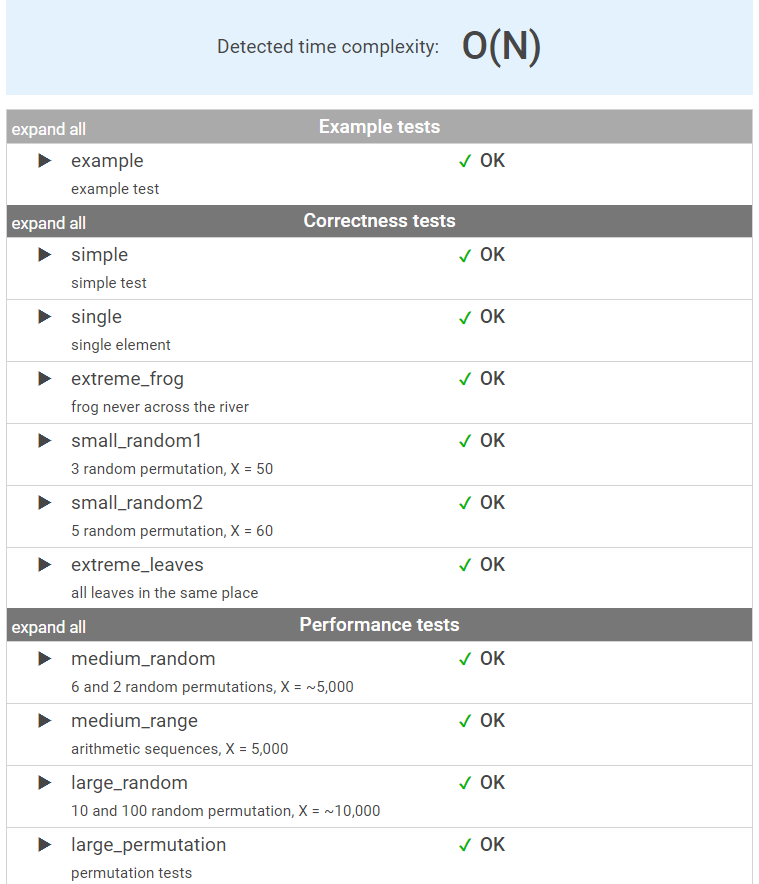 Detected time complexity: O(N)
expand all Example tests
example ✓ OK
example test
expand all Correctness tests
simple ✓ OK
simple test
single ✓ OK
single element
extreme_frog ✓ OK
frog never across the river
small_random1 ✓ OK
3 random permutation, X = 50
small_random2 ✓ OK
5 random permutation, X = 60
extreme_leaves ✓ OK
all leaves in the same place
expand all Performance tests
medium_random ✓ OK
6 and 2 random permutations, X = ~5,000
medium_range ✓ OK
arithmetic sequences, X = 5,000
large_random ✓ OK
10 and 100 random permutation, X = ~10,000
large_permutation ✓ OK
permutation tests